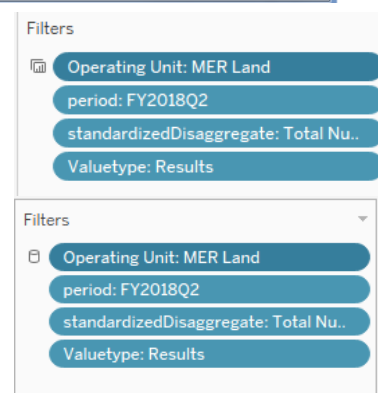 Filters
Operating Unit: MER Land
period: FY2018Q2
standardizedDisaggregate: Total Nu..
Valuetype: Results
Filters
Operating Unit: MER Land
period: FY2018Q2
standardizedDisaggregate: Total Nu..
Valuetype: Results